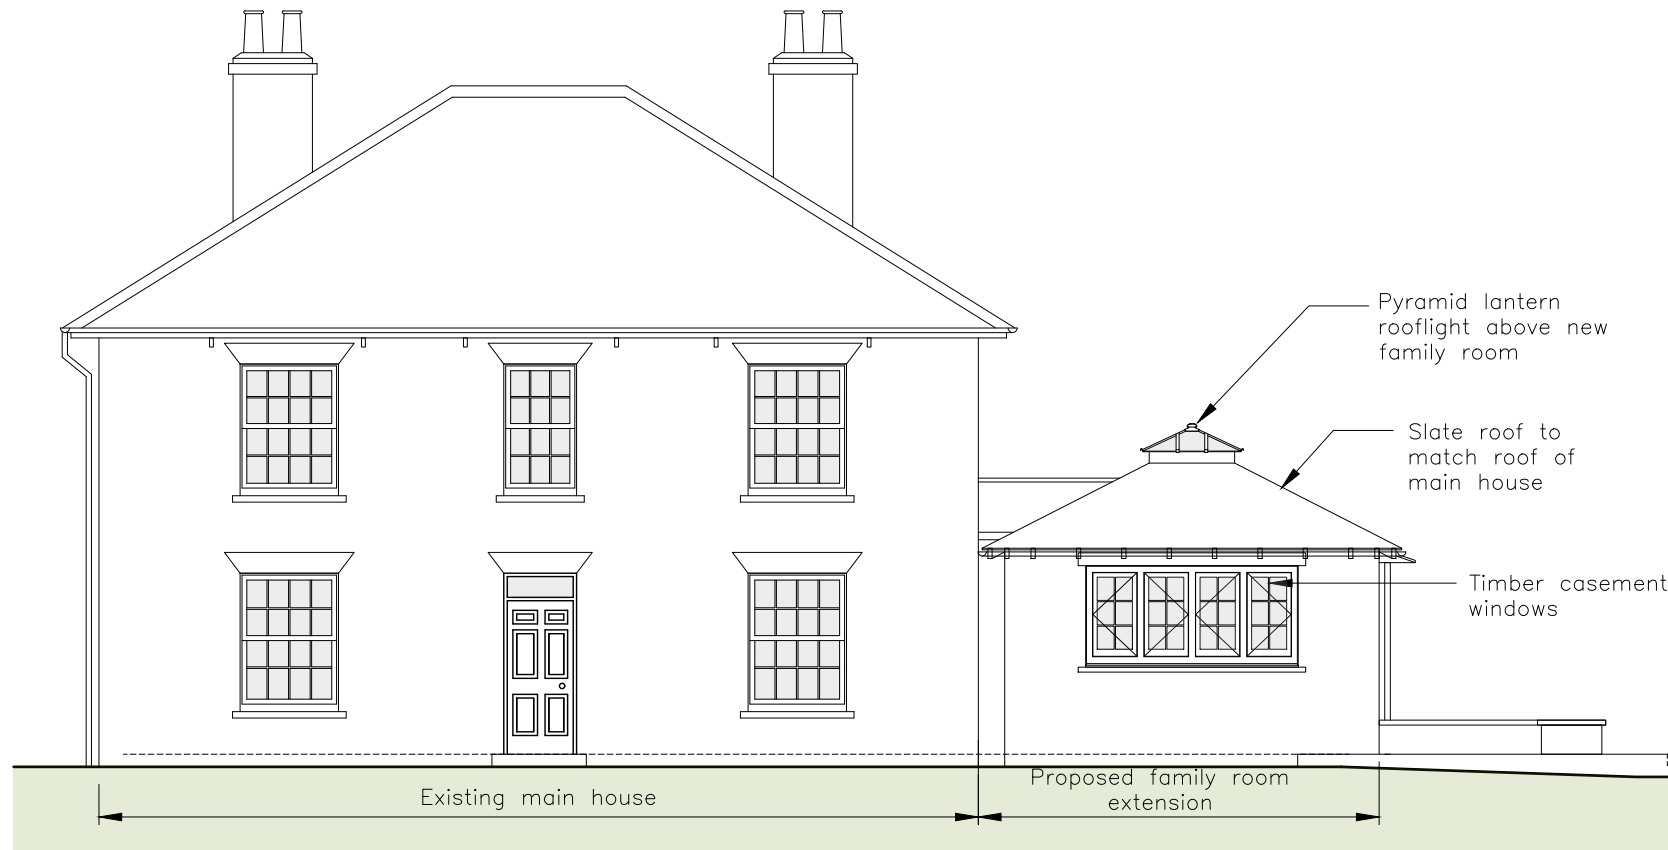 Pyramid lantern
rooflight above new
family room
Slate roof to
match roof of
main house
Timber casement
windows
Existing main house
Proposed family room
extension